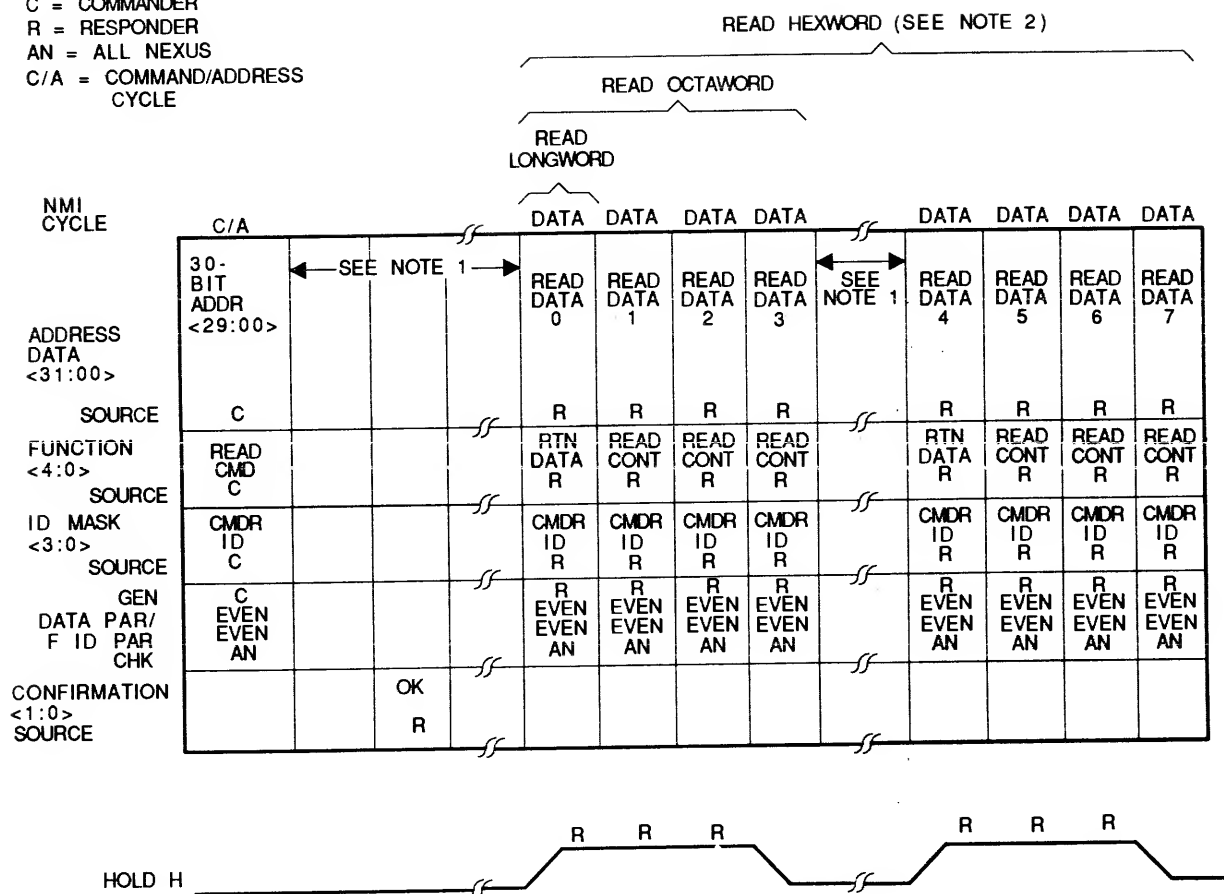 C = COMMANDER
R = RESPONDER
AN = ALL NEXUS
C/A = COMMAND/ADDRESS
CYCLE
READ HEXWORD (SEE NOTE 2)
READ OCTAWORD
READ
LONGWORD
NMI
CYCLE
C/A
DATA DATA DATA DATA
DATA DATA DATA DATA
ADDRESS
DATA
<31:00>
30-
BIT
ADDR
<29:00>
SEE NOTE 1
READ
DATA
0
READ
DATA
1
READ
DATA
2
READ
DATA
3
SEE
NOTE 1
READ
DATA
4
READ
DATA
5
READ
DATA
6
READ
DATA
7
SOURCE C R R R R R R R R
FUNCTION
<4:0>
SOURCE
READ
CMD
C
RTN
DATA
R
READ
CONT
R
READ
CONT
R
READ
CONT
R
RTN
DATA
R
READ
CONT
R
READ
CONT
R
READ
CONT
R
ID MASK
<3:0>
SOURCE
CMDR
ID
C
CMDR
ID
R
CMDR
ID
R
CMDR
ID
R
CMDR
ID
R
CMDR
ID
R
CMDR
ID
R
CMDR
ID
R
CMDR
ID
R
GEN
DATA PAR/
F ID PAR
CHK
C
EVEN
EVEN
AN
R
EVEN
EVEN
AN
R
EVEN
EVEN
AN
R
EVEN
EVEN
AN
R
EVEN
EVEN
AN
R
EVEN
EVEN
AN
R
EVEN
EVEN
AN
R
EVEN
EVEN
AN
R
EVEN
EVEN
AN
CONFIRMATION
<1:0>
SOURCE
OK
R
HOLD H
R R R
R R R